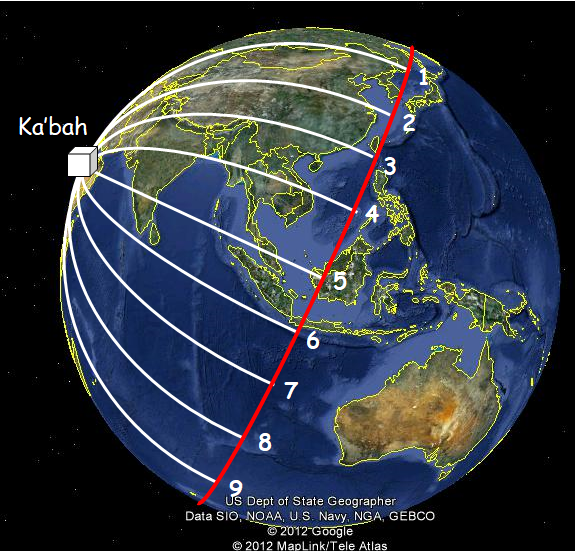 Ka'bah
1
2
3
4
5
6
7
8
9
US Dept of State Geographer
Data SIO, NOAA, U.S. Navy, NGA, GEBCO
© 2012 Google
© 2012 MapLink/Tele Atlas